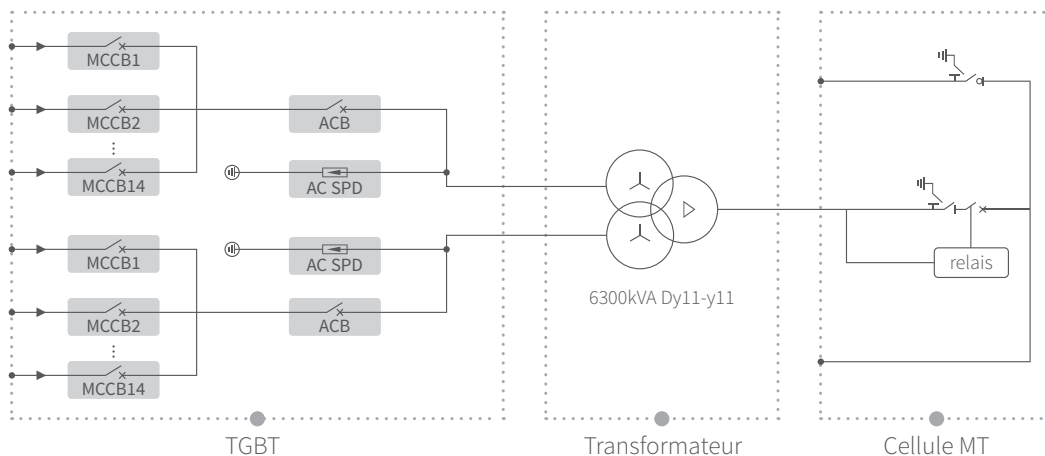 MCCB1
MCCB2
ACB
MCCB14
AC SPD
MCCB1
AC SPD
MCCB2
ACB
MCCB14
6300kVA Dy11-y11
relais
TGBT
Transformateur
Cellule MT